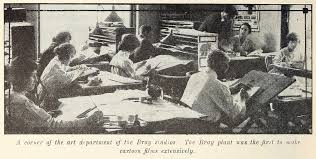 A corner of the art department of the Bray studios   The Bray plant was the first to make
cartoon films extensively.